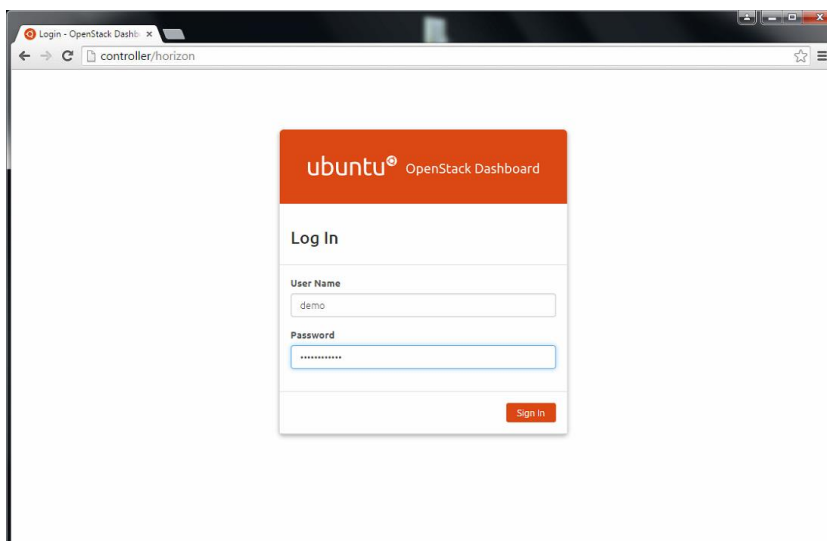 Login - OpenStack Dashb
controller/horizon
ubuntu® OpenStack Dashboard
Log In
User Name
demo
Password
••••••••••••
Sign In